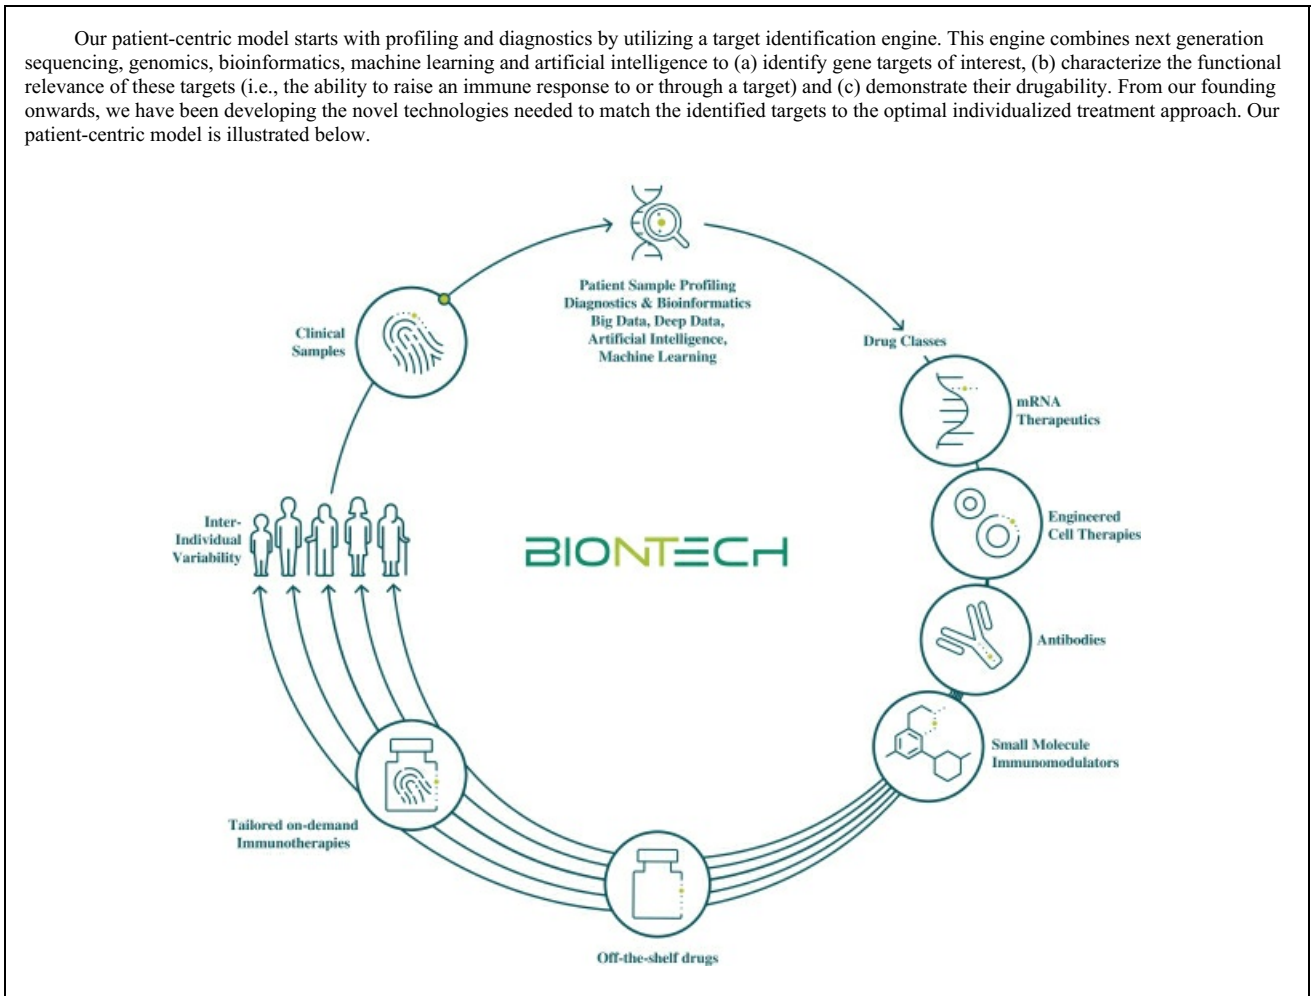 Our patient-centric model starts with profiling and diagnostics by utilizing a target identification engine. This engine combines next generation
sequencing, genomics, bioinformatics, machine learning and artificial intelligence to (a) identify gene targets of interest, (b) characterize the functional
relevance of these targets (i.e., the ability to raise an immune response to or through a target) and (c) demonstrate their drugability. From our founding
onwards, we have been developing the novel technologies needed to match the identified targets to the optimal individualized treatment approach. Our
patient-centric model is illustrated below.
Patient Sample Profiling
Diagnostics & Bioinformatics
Big Data, Deep Data,
Artificial Intelligence,
Machine Learning
Clinical
Samples
Drug Classes
mRNA
Therapeutics
Engineered
Cell Therapies
Inter-
Individual
Variability
BIONTECH
Antibodies
Small Molecule
Immunomodulators
Tailored on-demand
Immunotherapies
Off-the-shelf drugs